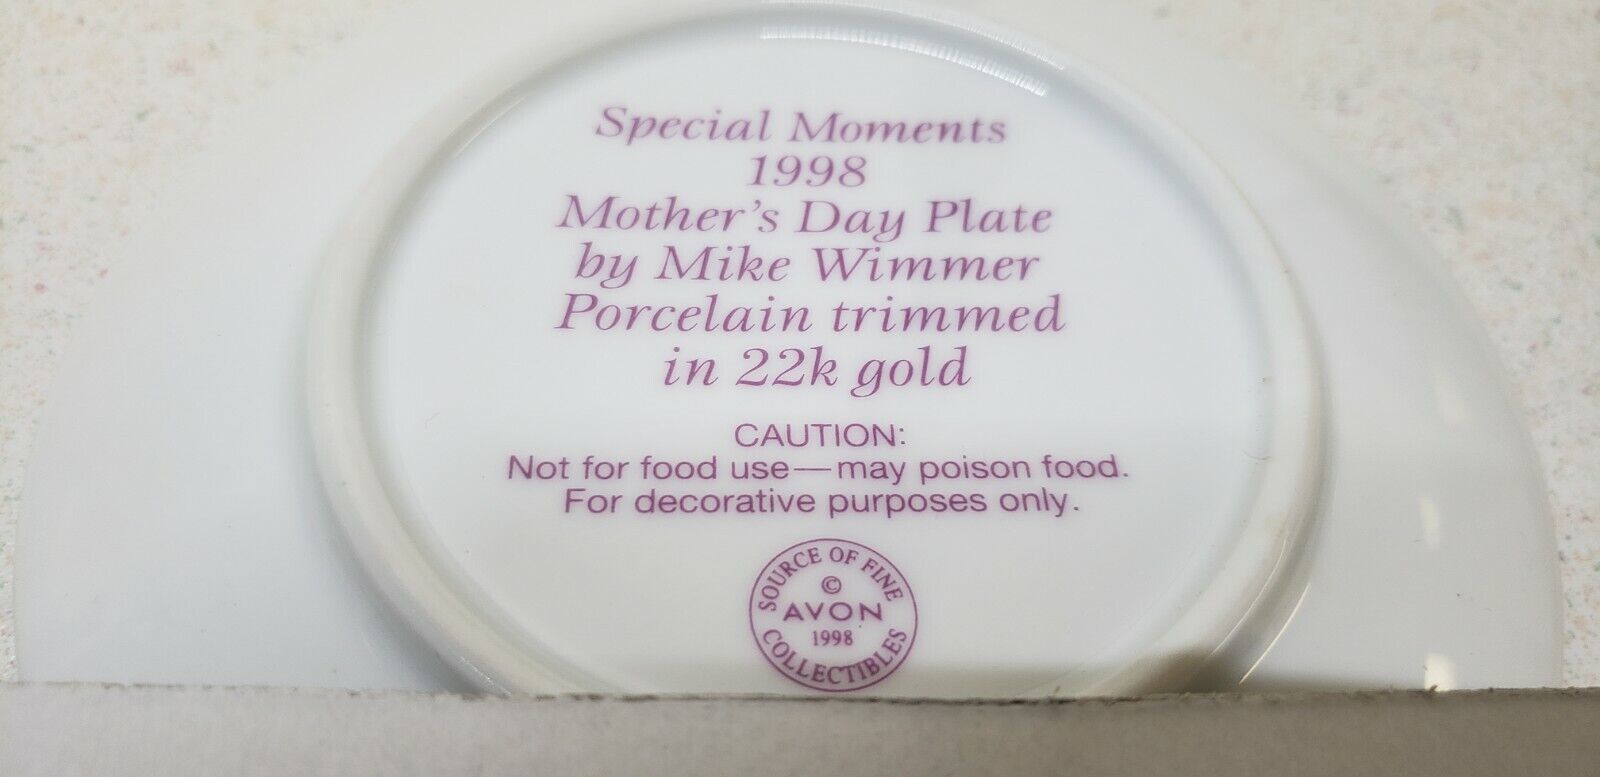 Special Moments
1998
Mother's Day Plate
by Mike Wimmer
Porcelain trimmed
in 22k gold
CAUTION:
Not for food use—may poison food.
For decorative purposes only.
SOURCE OF FINE
©
AVON
1998
COLLECTIBLES